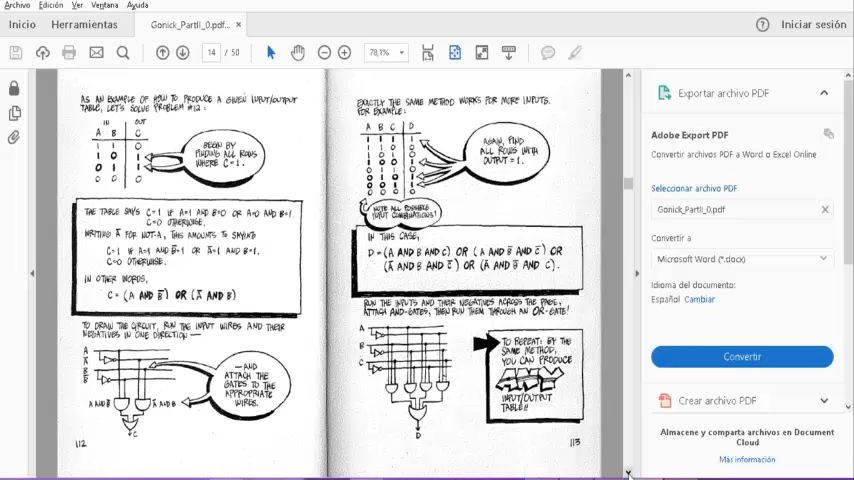 Archivo Edición Ver Ventana Ayuda
Inicio Herramientas Gonick_PartII_0.pdf... × Iniciar sesión
14 / 50 78,1%
AS AN EXAMPLE OF HOW TO PRODUCE A GIVEN INPUT/OUTPUT
TABLE, LET'S SOLVE PROBLEM #12:
IN OUT
A B C
BEGIN BY
FINDING ALL ROWS
WHERE C=1.
THE TABLE SAYS C=1 IF A=1 AND B=0 OR A=0 AND B=1.
C=0 OTHERWISE.
WRITING A̅ FOR NOT-A, THIS AMOUNTS TO SAYING
C=1 IF A=1 AND B̅=1 OR A̅=1 AND B=1.
C=0 OTHERWISE.
IN OTHER WORDS,
C = (A AND B̅) OR (A̅ AND B)
TO DRAW THE CIRCUIT, RUN THE INPUT WIRES AND THEIR
NEGATIVES IN ONE DIRECTION—
A
A̅
B
B̅
—AND
ATTACH THE
GATES TO THE
APPROPRIATE
WIRES.
A AND B̅ A̅ AND B
C
112
EXACTLY THE SAME METHOD WORKS FOR MORE INPUTS.
FOR EXAMPLE:
A B C D
AGAIN, FIND
ALL ROWS WITH
OUTPUT = 1.
NOTE ALL POSSIBLE
INPUT COMBINATIONS!
IN THIS CASE,
D = (A AND B AND C) OR (A AND B̅ AND C̅) OR
(A̅ AND B AND C̅) OR (A̅ AND B̅ AND C).
RUN THE INPUTS AND THEIR NEGATIVES ACROSS THE PAGE,
ATTACH AND-GATES, THEN RUN THEM THROUGH AN OR-GATE!
A
B
C
D
TO REPEAT: BY THE
SAME METHOD,
YOU CAN PRODUCE
ANY
INPUT/OUTPUT
TABLE!!
113
Exportar archivo PDF
Adobe Export PDF
Convertir archivos PDF a Word o Excel Online
Seleccionar archivo PDF
Gonick_PartII_0.pdf ×
Convertir a
Microsoft Word (*.docx)
Idioma del documento:
Español Cambiar
Convertir
Crear archivo PDF
Almacene y comparta archivos en Document
Cloud
Más información